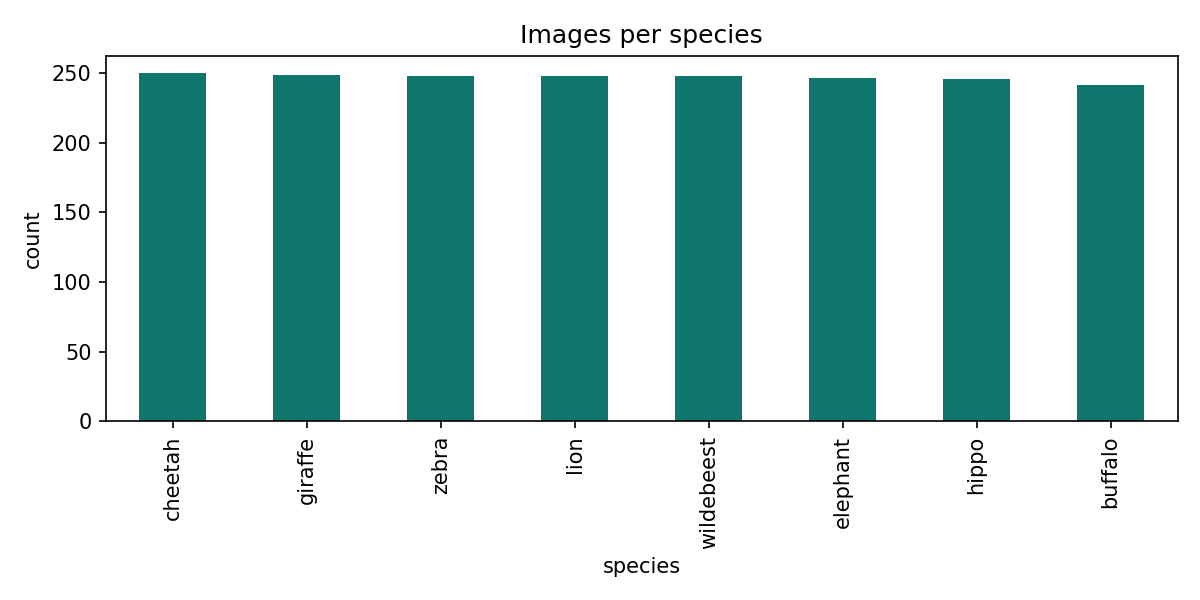 Images per species
250
200
150
100
50
0
count
cheetah
giraffe
zebra
lion
wildebeest
elephant
hippo
buffalo
species